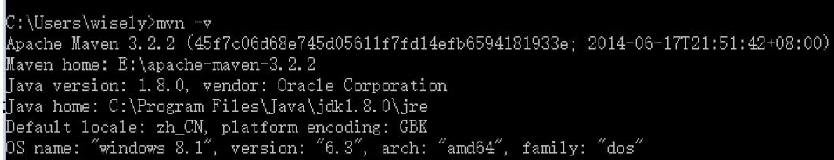 C:\Users\wisely>mvn -v
Apache Maven 3.2.2 (45f7c06d68e745d05611f7fd14efb6594181933e; 2014-06-17T21:51:42+08:00)
Maven home: E:\apache-maven-3.2.2
Java version: 1.8.0, vendor: Oracle Corporation
Java home: C:\Program Files\Java\jdk1.8.0\jre
Default locale: zh_CN, platform encoding: GBK
OS name: "windows 8.1", version: "6.3", arch: "amd64", family: "dos"